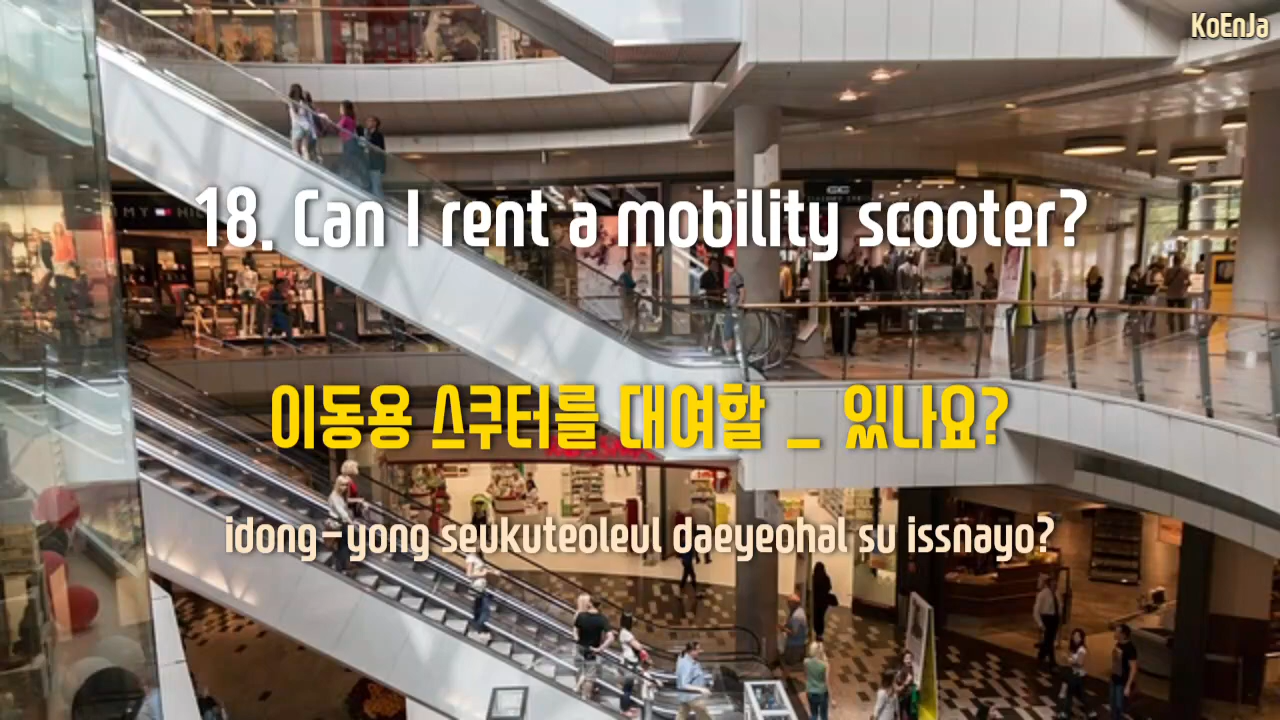 KoEnJa
18. Can I rent a mobility scooter?
이동용 스쿠터를 대여할 _ 있나요?
idong-yong seukuteoleul daeyeohal su issnayo?